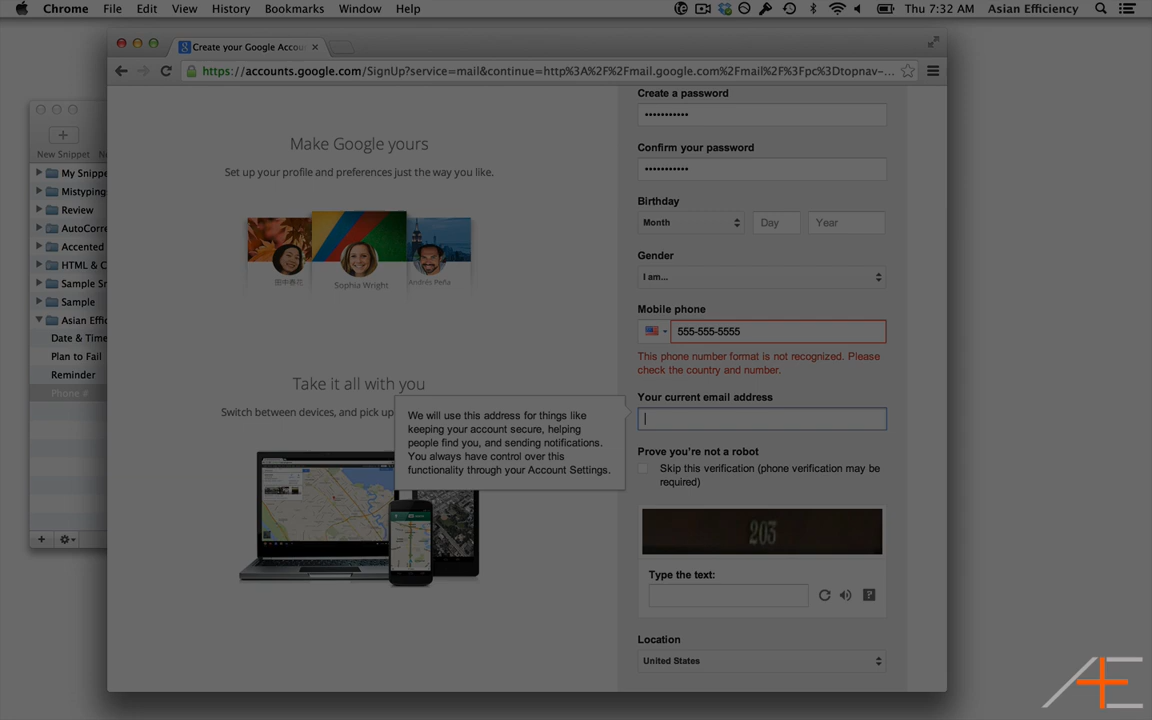 Chrome File Edit View History Bookmarks Window Help Thu 7:32 AM Asian Efficiency
Create your Google Accou
https://accounts.google.com/SignUp?service=mail&continue=http%3A%2F%2Fmail.google.com%2Fmail%2F%3Fpc%3Dtopnav-...
New Snippet
My Snippe
Mistyping
Review
AutoCorre
Accented
HTML & C
Sample Sn
Sample
Asian Effici
Date & Time
Plan to Fail
Reminder
Phone #
Make Google yours
Set up your profile and preferences just the way you like.
田中春花
Sophia Wright
Andrés Peña
Take it all with you
Switch between devices, and pick up
We will use this address for things like
keeping your account secure, helping
people find you, and sending notifications.
You always have control over this
functionality through your Account Settings.
Create a password
•••••••••••
Confirm your password
•••••••••••
Birthday
Month Day Year
Gender
I am...
Mobile phone
555-555-5555
This phone number format is not recognized. Please
check the country and number.
Your current email address
Prove you're not a robot
Skip this verification (phone verification may be
required)
203
Type the text:
?
Location
United States
AE